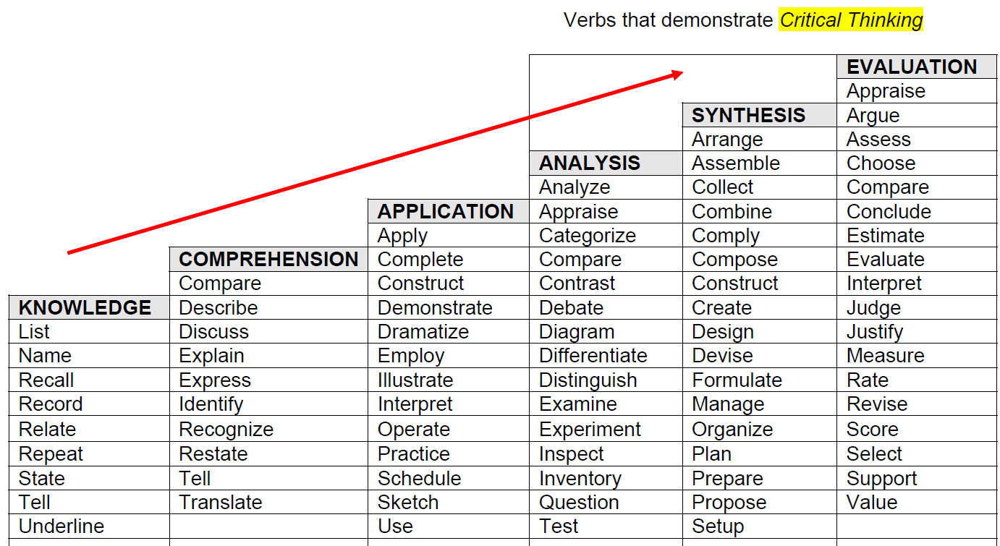 Verbs that demonstrate Critical Thinking
EVALUATION
Appraise
SYNTHESIS Argue
Arrange Assess
ANALYSIS Assemble Choose
Analyze Collect Compare
APPLICATION Appraise Combine Conclude
Apply Categorize Comply Estimate
COMPREHENSION Complete Compare Compose Evaluate
Compare Construct Contrast Construct Interpret
KNOWLEDGE Describe Demonstrate Debate Create Judge
List Discuss Dramatize Diagram Design Justify
Name Explain Employ Differentiate Devise Measure
Recall Express Illustrate Distinguish Formulate Rate
Record Identify Interpret Examine Manage Revise
Relate Recognize Operate Experiment Organize Score
Repeat Restate Practice Inspect Plan Select
State Tell Schedule Inventory Prepare Support
Tell Translate Sketch Question Propose Value
Underline Use Test Setup